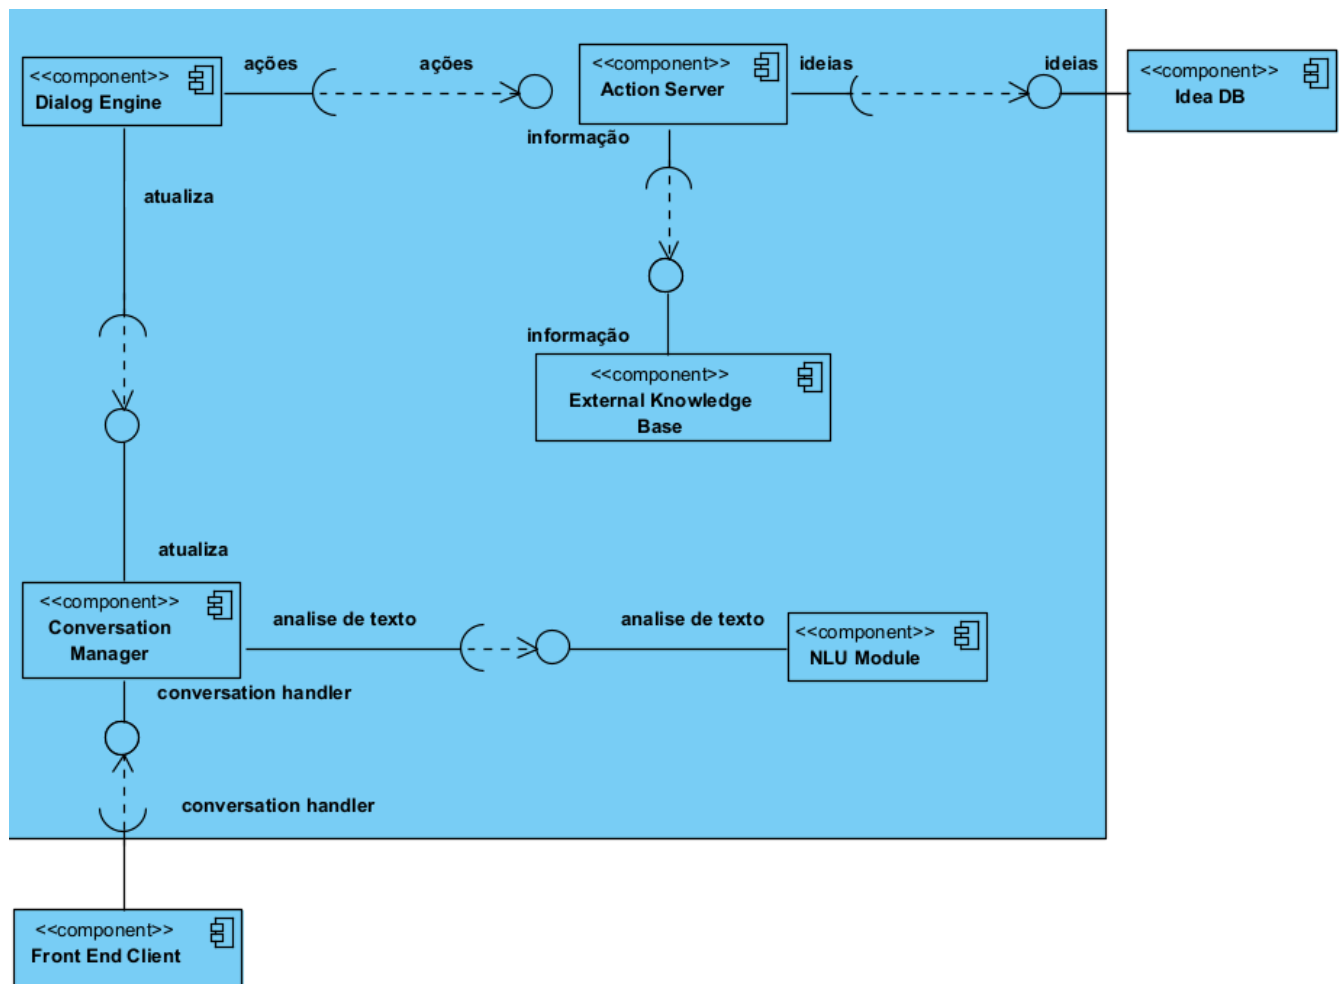 ações
ações
<<component>>
Dialog Engine
<<component>>
Action Server
ideias
ideias
<<component>>
Idea DB
informação
atualiza
informação
<<component>>
External Knowledge
Base
atualiza
<<component>>
Conversation
Manager
analise de texto
analise de texto
<<component>>
NLU Module
conversation handler
conversation handler
<<component>>
Front End Client